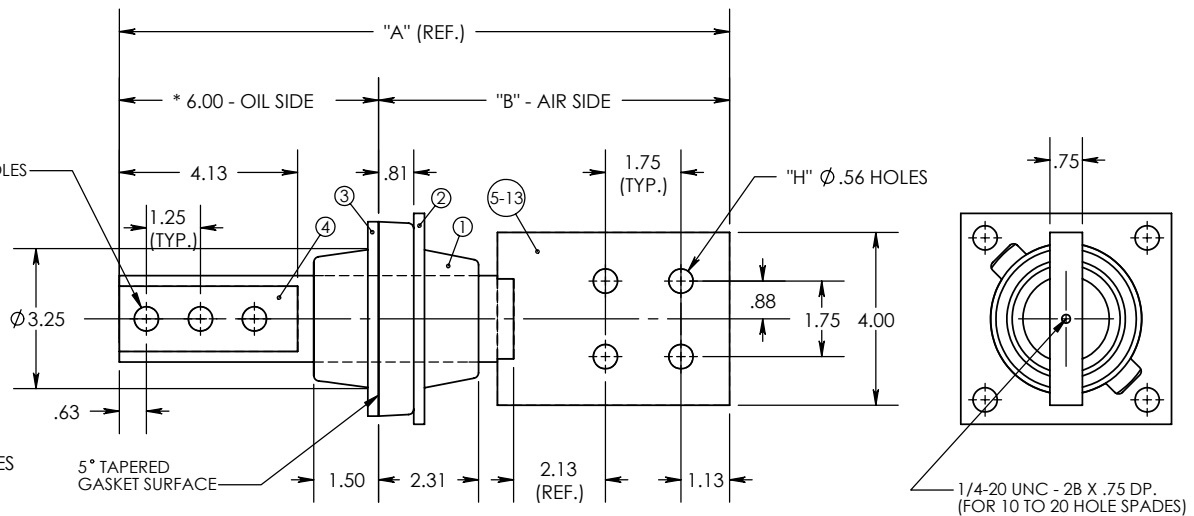 "A" (REF.)
* 6.00 - OIL SIDE
"B" - AIR SIDE
4.13
.81
1.75
(TYP.)
"H" Ø .56 HOLES
.75
5-13
3
2
1
1.25
(TYP.)
4
Ø 3.25
.88
1.75
4.00
.63
5° TAPERED
GASKET SURFACE
1.50
2.31
2.13
(REF.)
1.13
1/4-20 UNC - 2B X .75 DP.
(FOR 10 TO 20 HOLE SPADES)